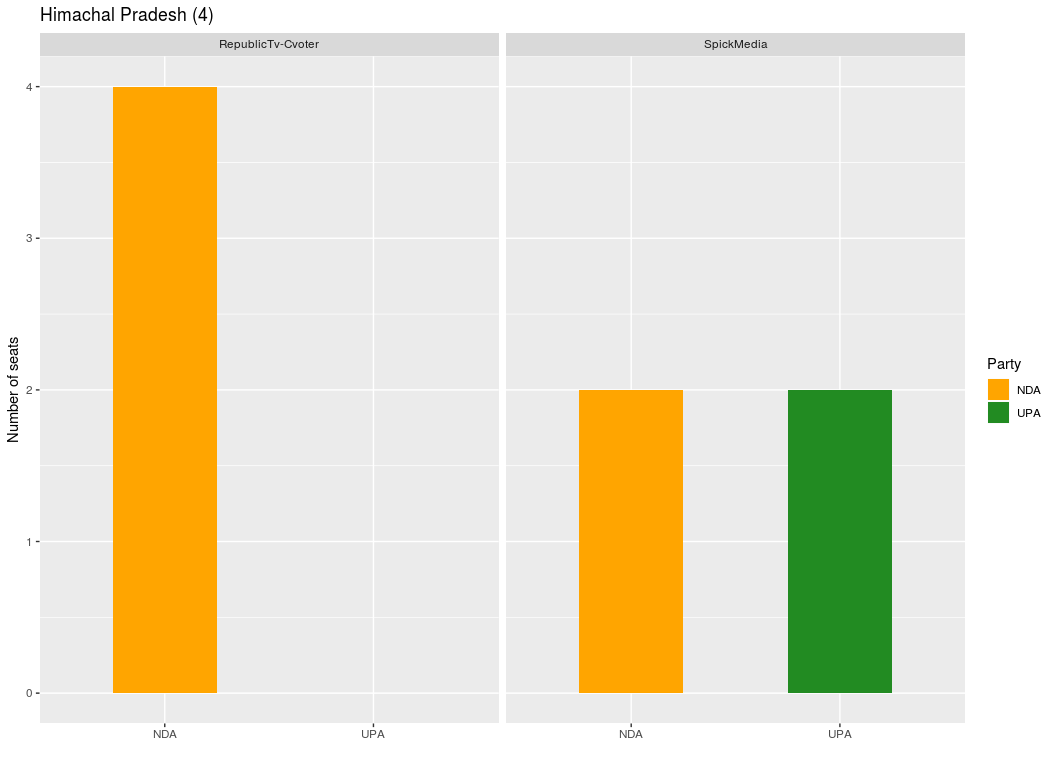 Himachal Pradesh (4)
RepublicTv-Cvoter
SpickMedia
Number of seats
4
3
2
1
0
NDA
UPA
NDA
UPA
Party
NDA
UPA